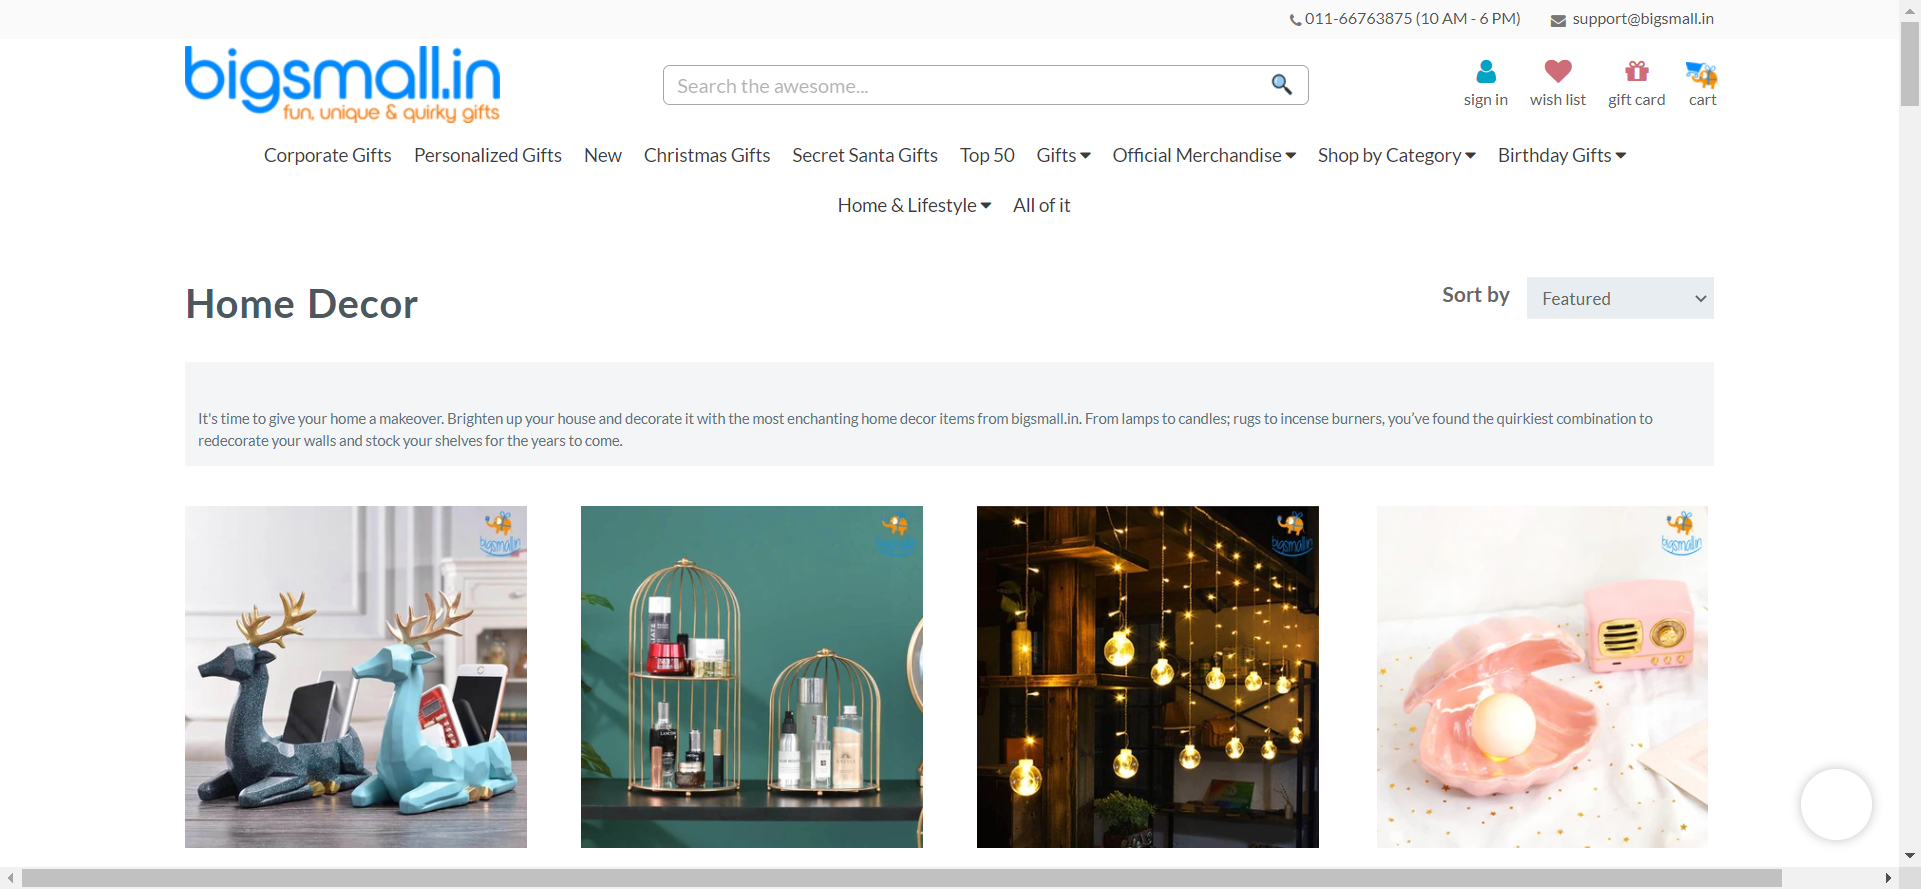 011-66763875 (10 AM - 6 PM) support@bigsmall.in
bigsmall.in
fun, unique & quirky gifts
Search the awesome...
sign in wish list gift card cart
Corporate Gifts Personalized Gifts New Christmas Gifts Secret Santa Gifts Top 50 Gifts Official Merchandise Shop by Category Birthday Gifts
Home & Lifestyle All of it
Home Decor
Sort by Featured
It's time to give your home a makeover. Brighten up your house and decorate it with the most enchanting home decor items from bigsmall.in. From lamps to candles; rugs to incense burners, you’ve found the quirkiest combination to
redecorate your walls and stock your shelves for the years to come.
bigsmall.in
bigsmall.in
bigsmall.in
bigsmall.in
LANCOME